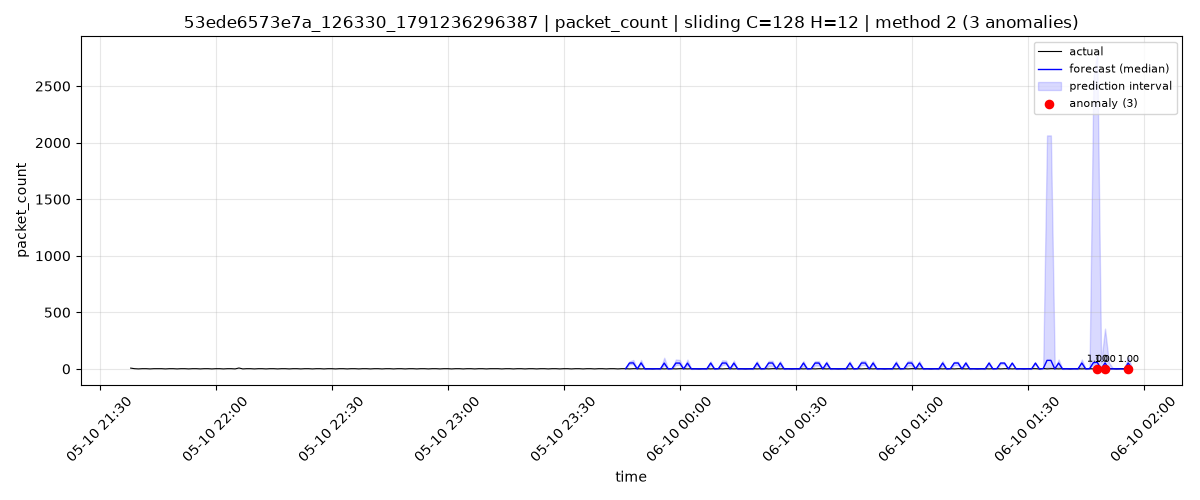 53ede6573e7a_126330_1791236296387 | packet_count | sliding C=128 H=12 | method 2 (3 anomalies)
actual
forecast (median)
prediction interval
anomaly (3)
packet_count
2500
2000
1500
1000
500
0
1.00
1.00
05-10 21:30
05-10 22:00
05-10 22:30
05-10 23:00
05-10 23:30
06-10 00:00
06-10 00:30
06-10 01:00
06-10 01:30
06-10 02:00
time